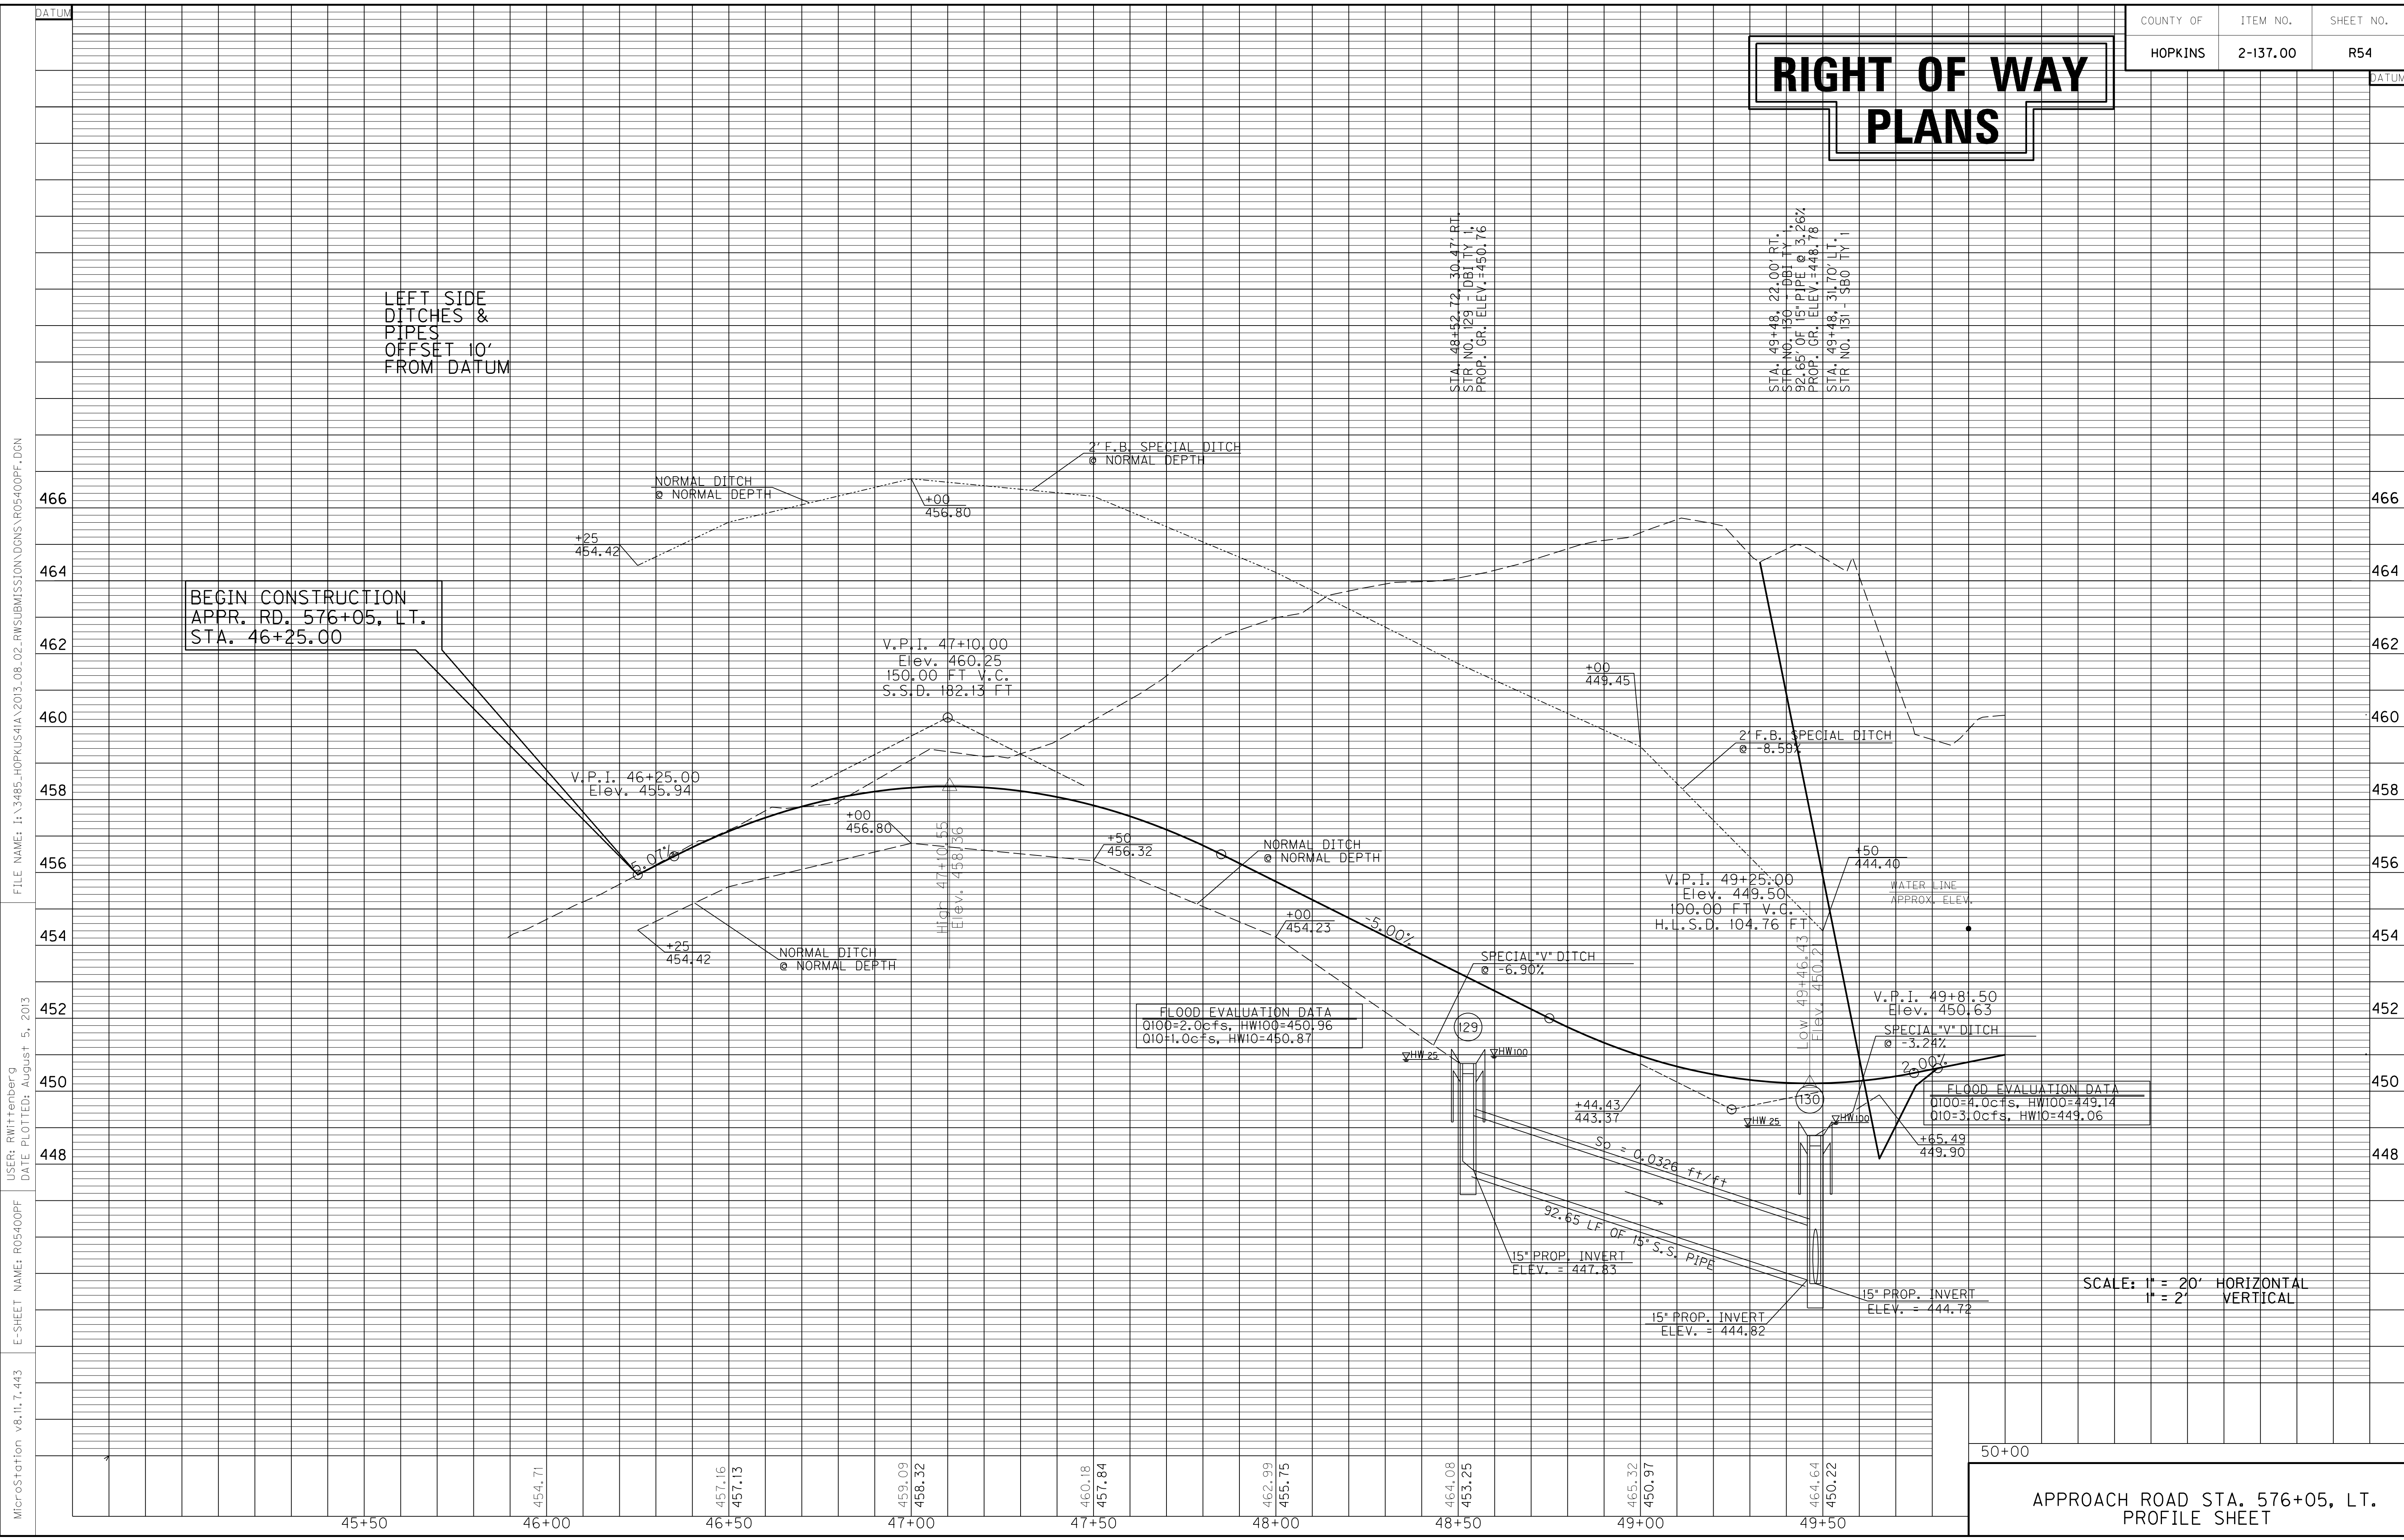 DATUM
COUNTY OF
ITEM NO.
SHEET NO.
HOPKINS
2-137.00
R54
DATUM
RIGHT OF WAY
PLANS
LEFT SIDE
DITCHES &
PIPES
OFFSET 10'
FROM DATUM
STA. 48+52.72, 30.47' RT.
STR NO. 129 - DBI TY 1,
PROP. GR. ELEV.=450.76
STA. 49+48, 22.00' RT.
STR NO. 130 - DBI TY 1,
92.65' OF 15" PIPE @ 3.26%
PROP. GR. ELEV.=448.78
STA. 49+48, 31.70' LT.
STR NO. 131 - SBO TY 1
2' F.B. SPECIAL DITCH
@ NORMAL DEPTH
NORMAL DITCH
@ NORMAL DEPTH
+00
456.80
+25
454.42
466
464
462
460
458
456
454
452
450
448
466
464
462
460
458
456
454
452
450
448
BEGIN CONSTRUCTION
APPR. RD. 576+05, LT.
STA. 46+25.00
V.P.I. 47+10.00
Elev. 460.25
150.00 FT V.C.
S.S.D. 182.13 FT
+00
449.45
2' F.B. SPECIAL DITCH
@ -8.59%
V.P.I. 46+25.00
Elev. 455.94
5.07%
+00
456.80
High 47+10.55
Elev. 458.36
+50
456.32
NORMAL DITCH
@ NORMAL DEPTH
+50
444.40
V.P.I. 49+25.00
Elev. 449.50
100.00 FT V.C.
H.L.S.D. 104.76 FT
WATER LINE
APPROX. ELEV.
+00
454.23
-5.00%
+25
454.42
NORMAL DITCH
@ NORMAL DEPTH
SPECIAL "V" DITCH
@ -6.90%
Low 49+46.43
Elev. 450.21
V.P.I. 49+81.50
Elev. 450.63
SPECIAL "V" DITCH
@ -3.24%
2.00%
FLOOD EVALUATION DATA
Q100=2.0cfs, HW100=450.96
Q10=1.0cfs, HW10=450.87
129
HW 25
HW100
130
HW 25
HW100
FLOOD EVALUATION DATA
Q100=4.0cfs, HW100=449.14
Q10=3.0cfs, HW10=449.06
+44.43
443.37
+65.49
449.90
So = 0.0326 ft/ft
92.65 LF OF 15" S.S. PIPE
15" PROP. INVERT
ELEV. = 447.83
15" PROP. INVERT
ELEV. = 444.82
15" PROP. INVERT
ELEV. = 444.72
SCALE: 1" = 20' HORIZONTAL
1" = 2' VERTICAL
454.71
457.16
457.13
459.09
458.32
460.18
457.84
462.99
455.75
464.08
453.25
465.32
450.97
464.64
450.22
45+50
46+00
46+50
47+00
47+50
48+00
48+50
49+00
49+50
50+00
APPROACH ROAD STA. 576+05, LT.
PROFILE SHEET
FILE NAME: I:\3485_HOPKUS41A\2013_08_02_RWSUBMISSION\DGNS\R05400PF.DGN
USER: RWittenberg
DATE PLOTTED: August 5, 2013
E-SHEET NAME: R05400PF
MicroStation v8.11.7.443